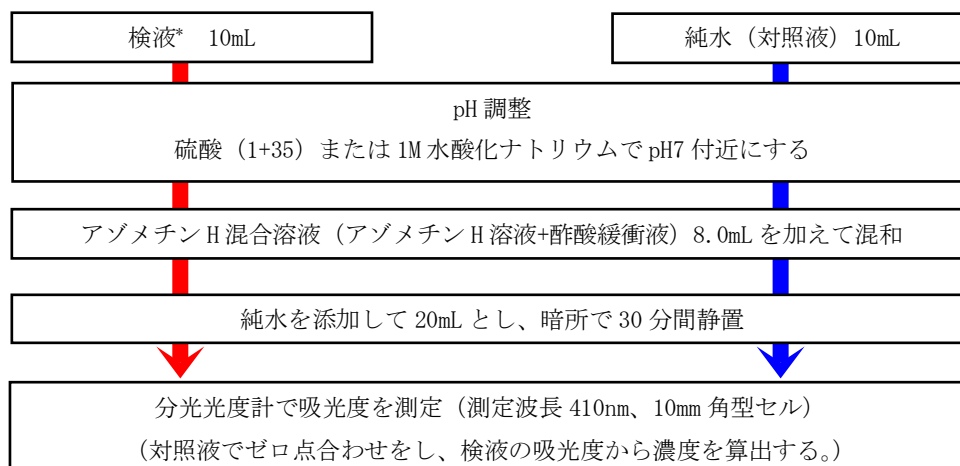 検液* 10mL
純水（対照液）10mL
pH 調整
硫酸（1+35）または 1M 水酸化ナトリウムで pH7 付近にする
アゾメチン H 混合溶液（アゾメチン H 溶液+酢酸緩衝液）8.0mL を加えて混和
純水を添加して 20mL とし、暗所で 30 分間静置
分光光度計で吸光度を測定（測定波長 410nm、10mm 角型セル）
（対照液でゼロ点合わせをし、検液の吸光度から濃度を算出する。）